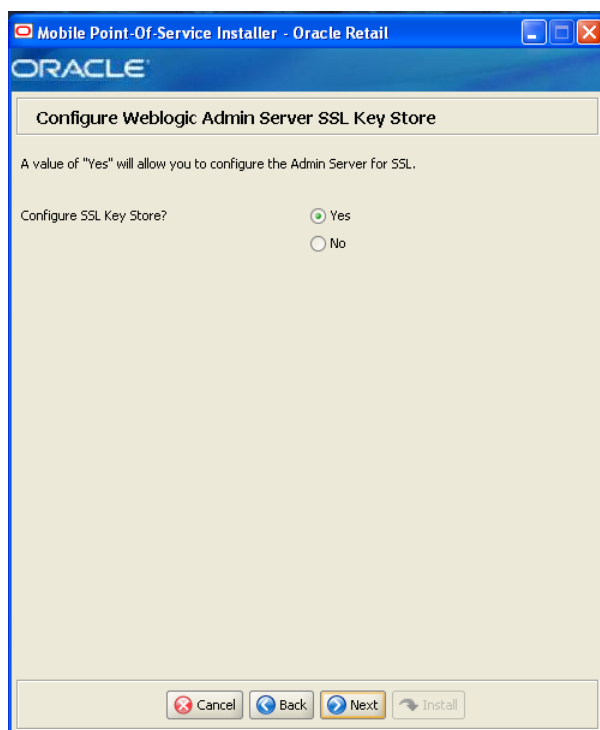 Mobile Point-Of-Service Installer - Oracle Retail
ORACLE
Configure Weblogic Admin Server SSL Key Store
A value of "Yes" will allow you to configure the Admin Server for SSL.
Configure SSL Key Store?
Yes
No
Cancel
Back
Next
Install